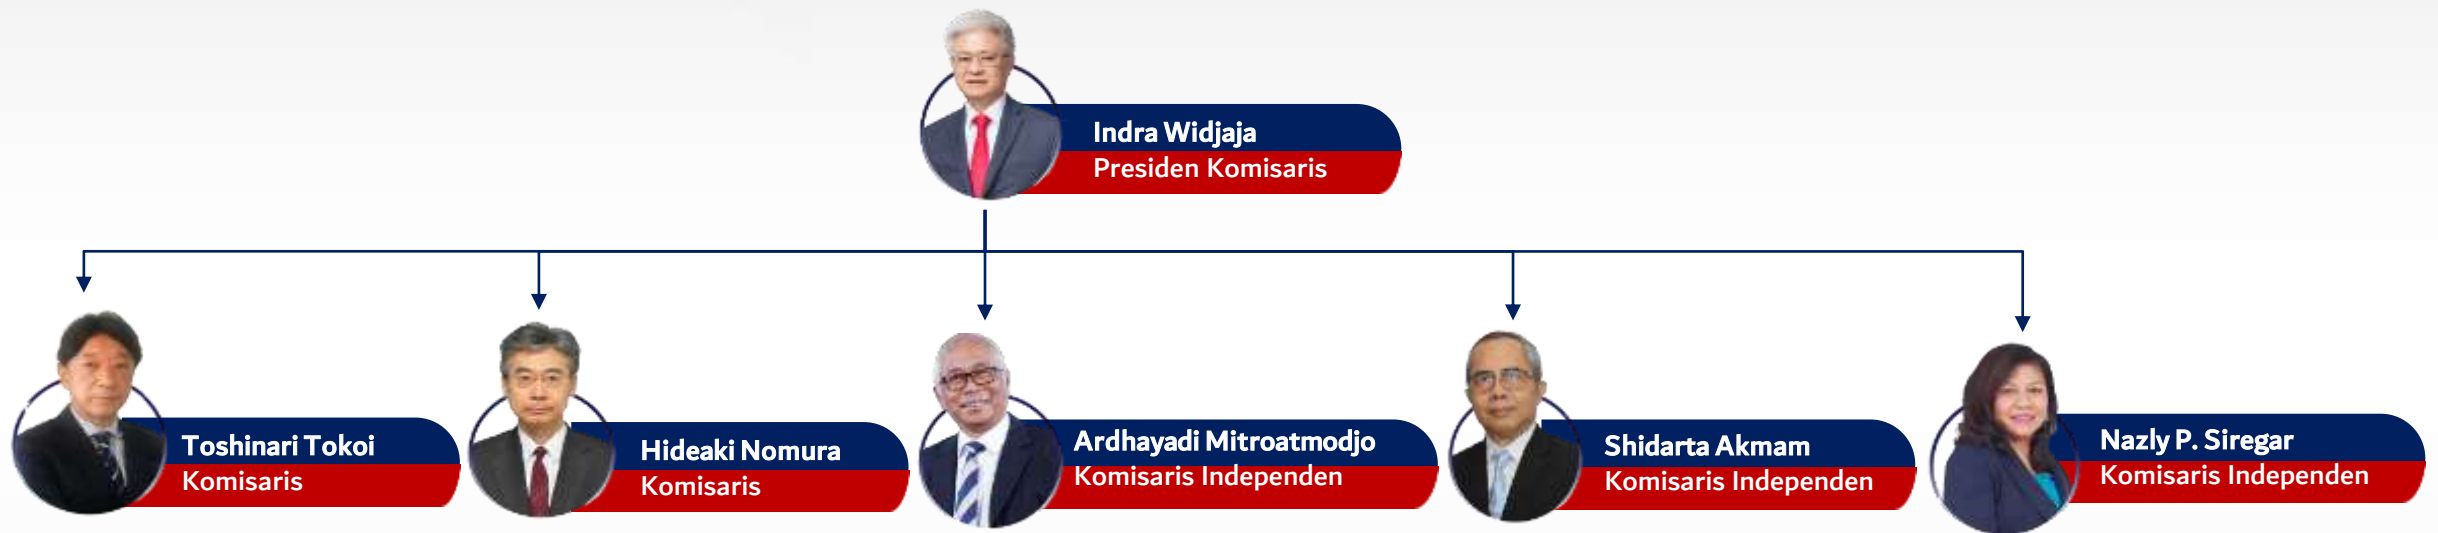 Indra Widjaja
Presiden Komisaris
Toshinari Tokoi
Komisaris
Hideaki Nomura
Komisaris
Ardhayadi Mitroatmodjo
Komisaris Independen
Shidarta Akmam
Komisaris Independen
Nazly P. Siregar
Komisaris Independen